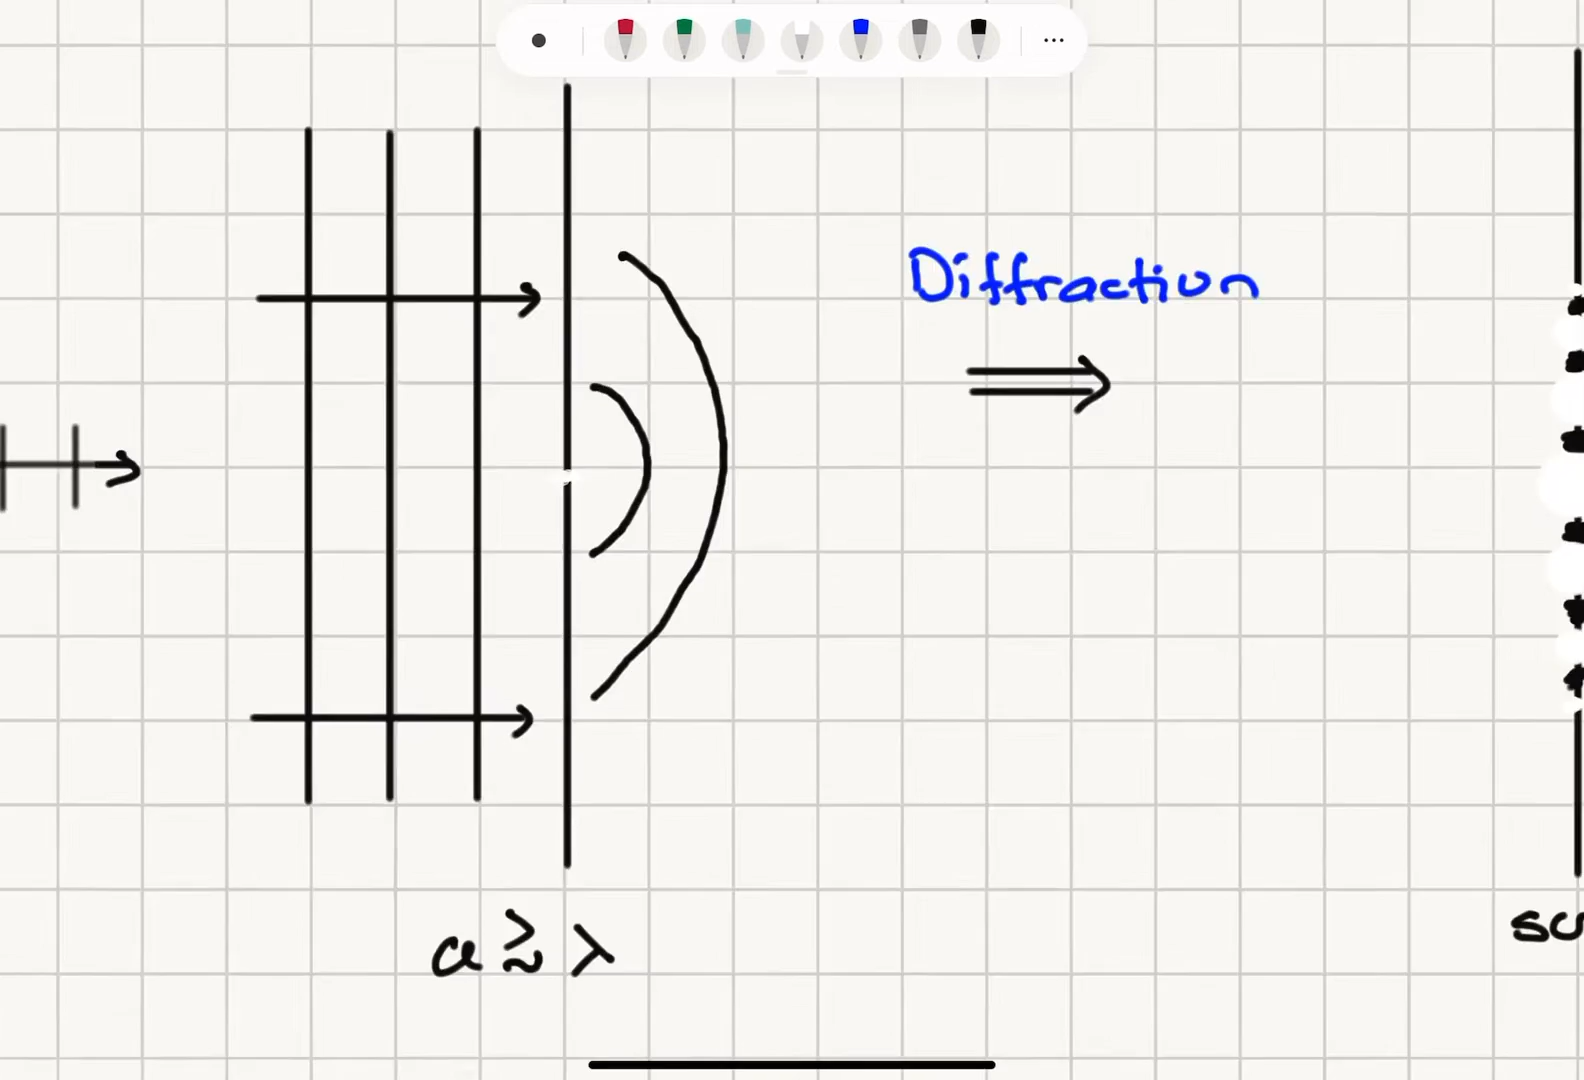 Diffraction
a ≳ λ